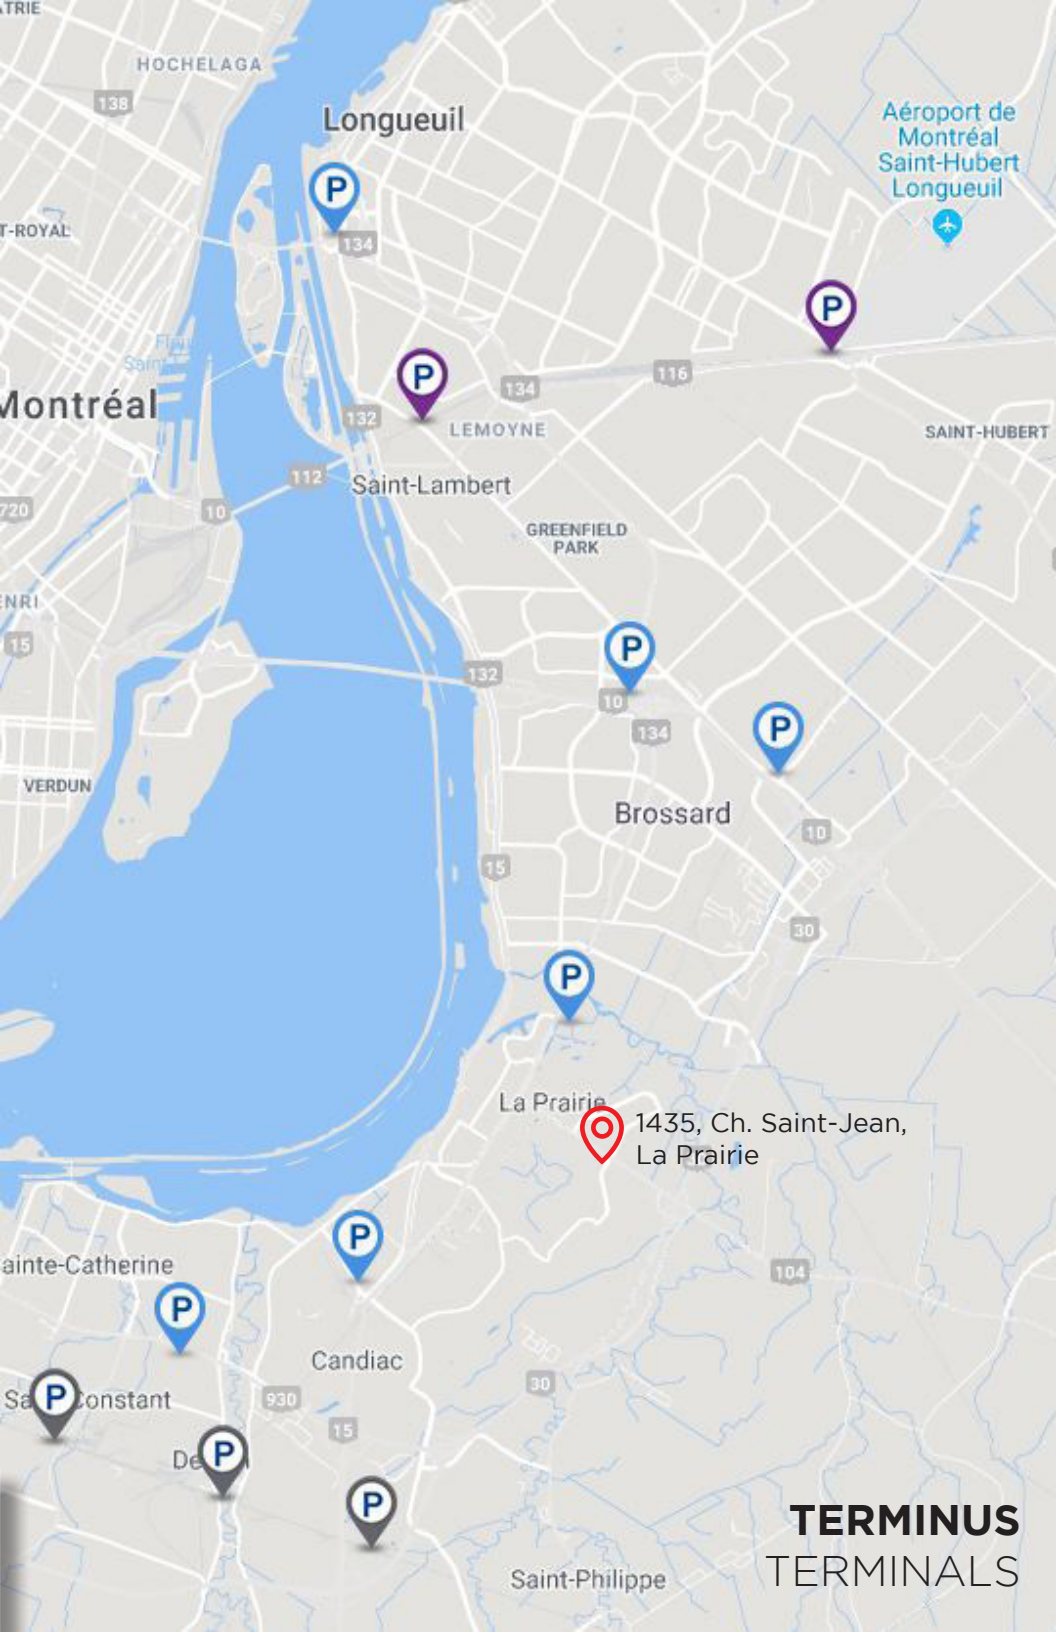 TRIE
HOCHELAGA
138
Longueuil
Aéroport de
Montréal
Saint-Hubert
Longueuil
P
T-ROYAL
134
P
116
P
134
Montréal
132
LEMOYNE
SAINT-HUBERT
112
Saint-Lambert
720
10
GREENFIELD
PARK
ENRI
15
P
132
10
134
P
VERDUN
Brossard
10
15
30
P
La Prairie
1435, Ch. Saint-Jean,
La Prairie
P
ainte-Catherine
104
P
Candiac
30
P
Constant
930
15
P
P
TERMINUS
TERMINALS
Saint-Philippe